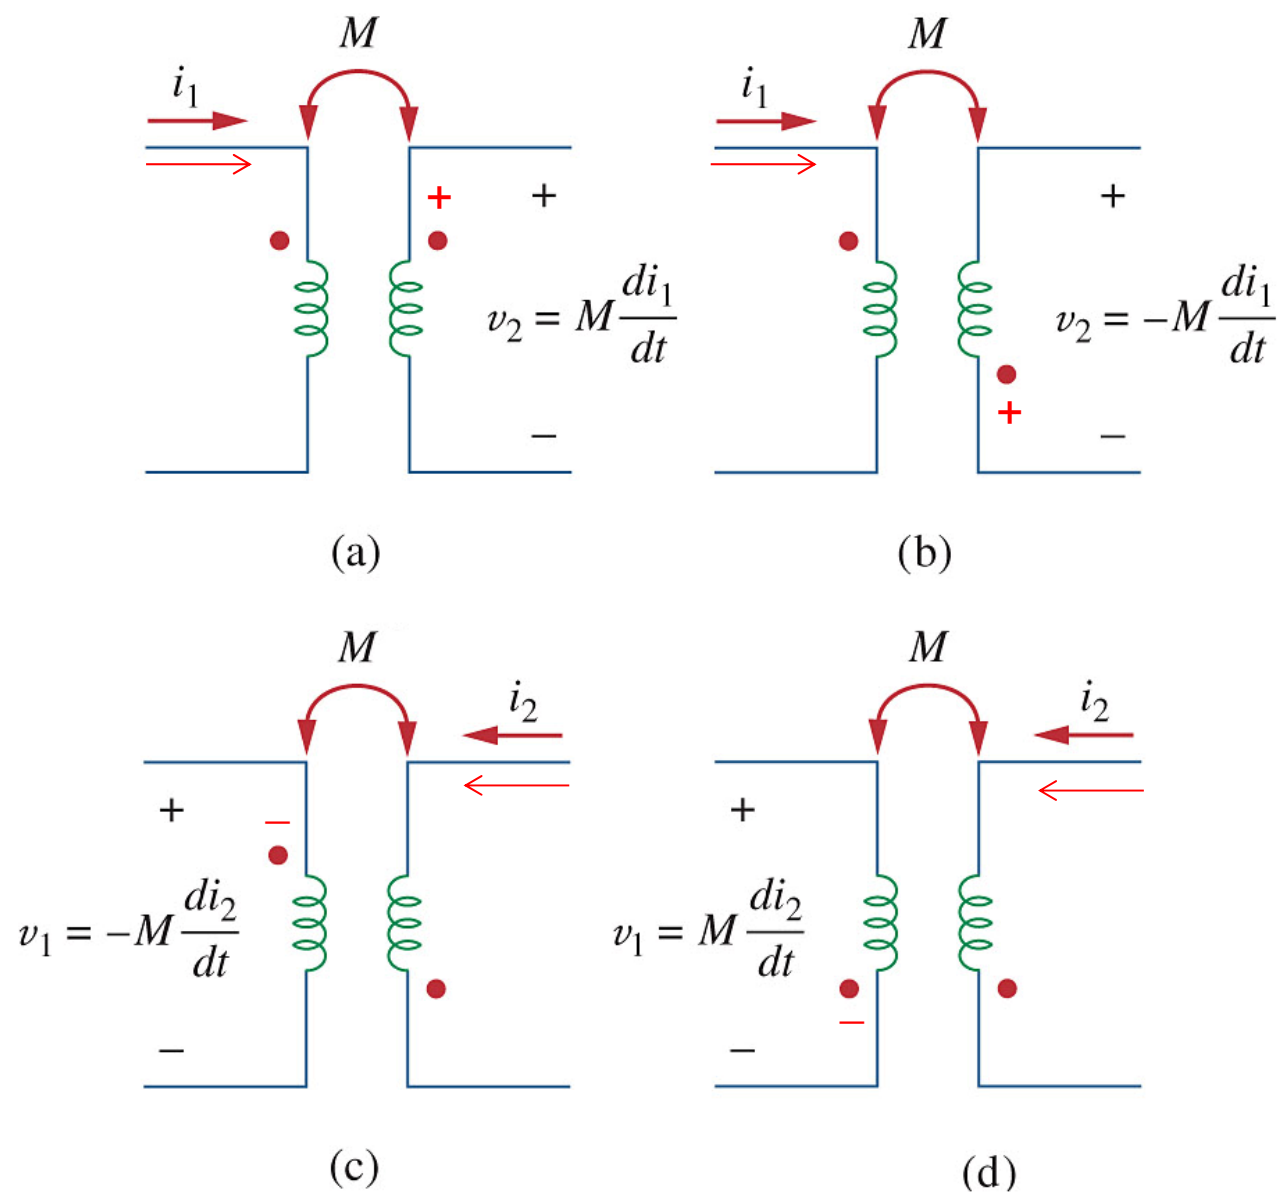 M
M
i₁
i₁
+
+
+
v₂ = M di₁/dt
v₂ = −M di₁/dt
+
−
−
(a)
(b)
M
M
i₂
i₂
+
−
+
v₁ = −M di₂/dt
v₁ = M di₂/dt
−
−
−
(c)
(d)